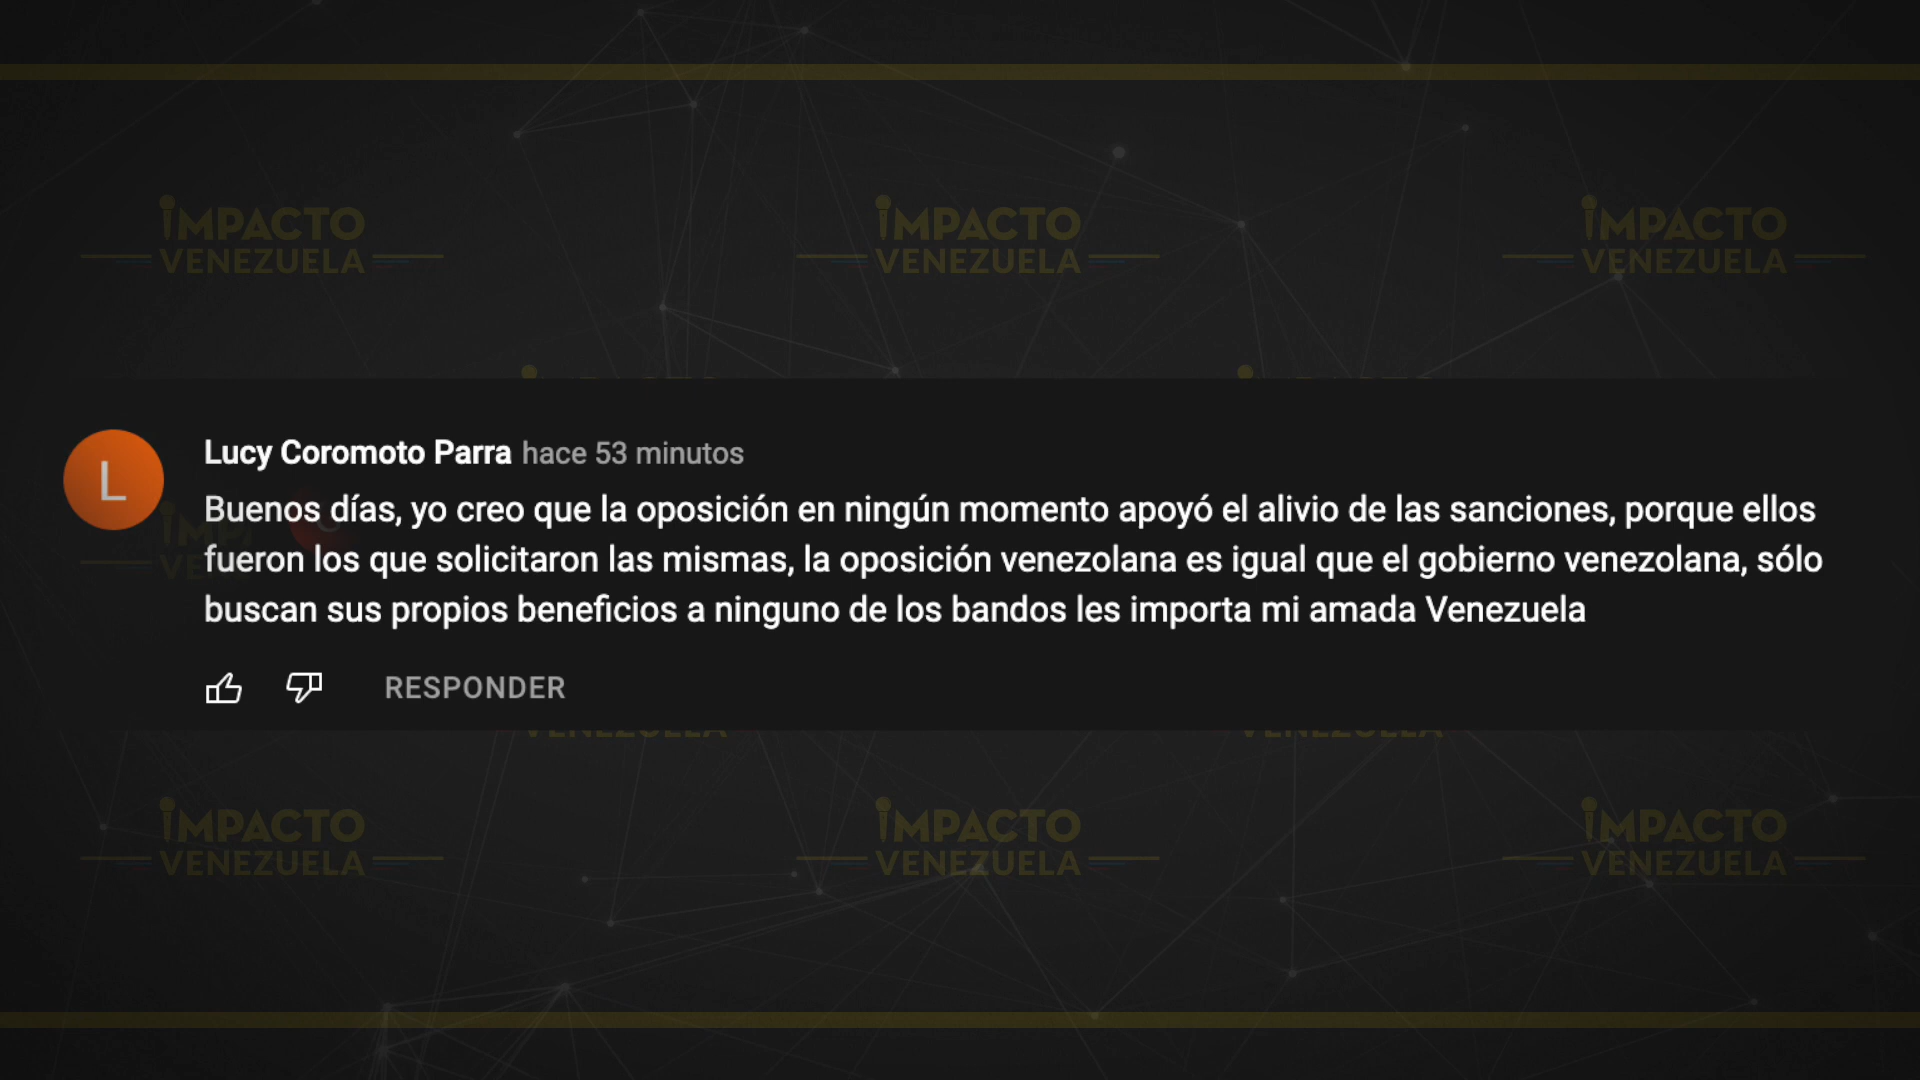 IMPACTO IMPACTO IMPACTO
VENEZUELA VENEZUELA VENEZUELA
L
Lucy Coromoto Parra hace 53 minutos
Buenos días, yo creo que la oposición en ningún momento apoyó el alivio de las sanciones, porque ellos
fueron los que solicitaron las mismas, la oposición venezolana es igual que el gobierno venezolana, sólo
buscan sus propios beneficios a ninguno de los bandos les importa mi amada Venezuela
RESPONDER
IMPACTO IMPACTO IMPACTO
VENEZUELA VENEZUELA VENEZUELA